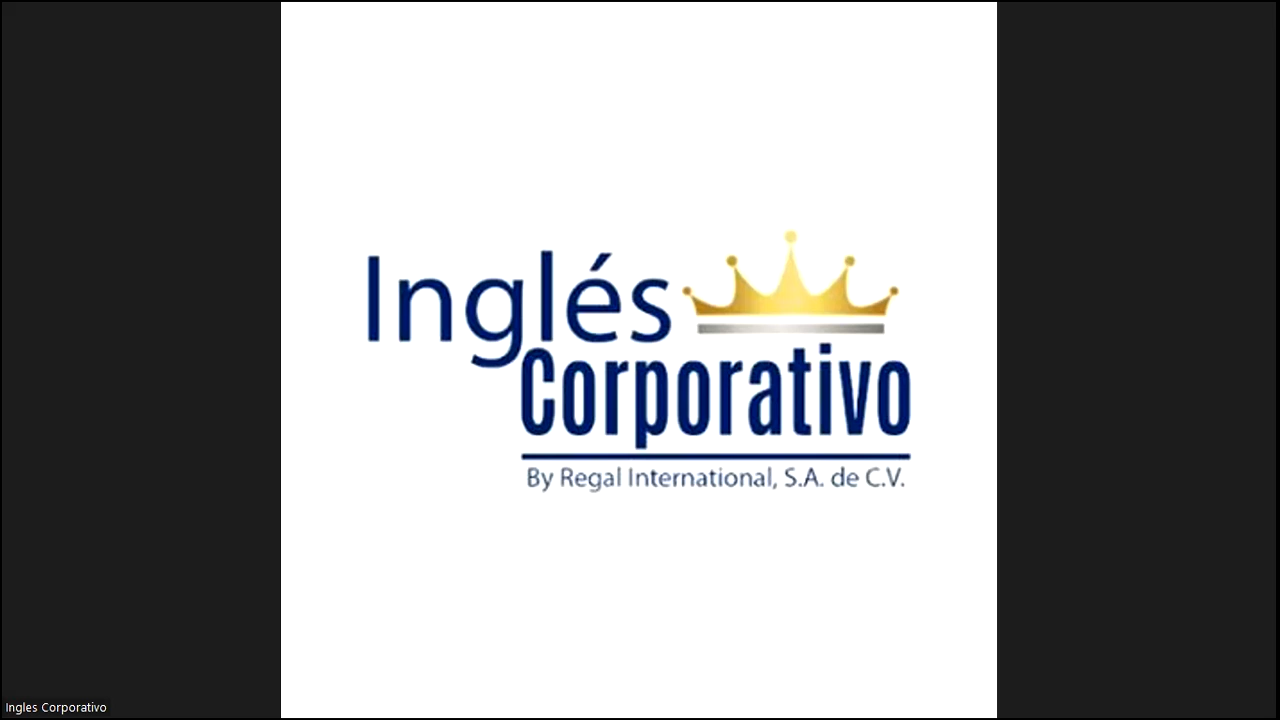 Inglés
Corporativo
By Regal International, S.A. de C.V.
Ingles Corporativo